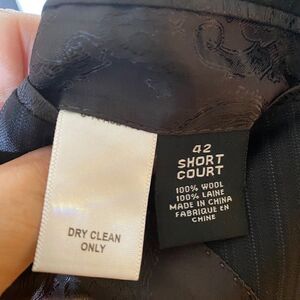 DRY CLEAN
ONLY
42
SHORT
COURT
100% WOOL
100% LAINE
MADE IN CHINA
FABRIQUE EN
CHINE